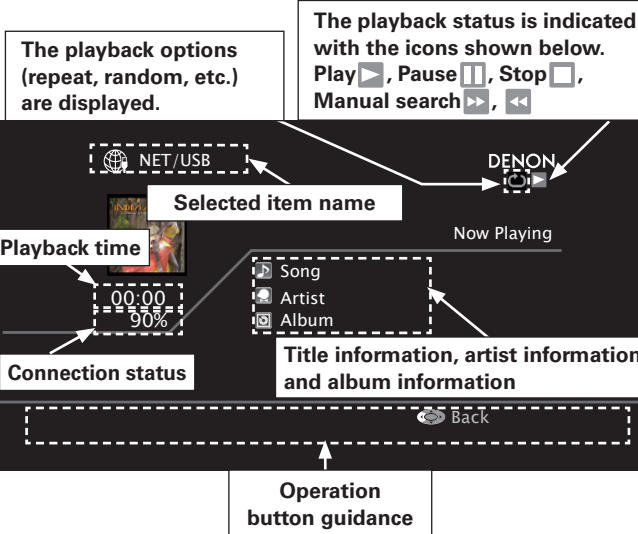 The playback options
(repeat, random, etc.)
are displayed.
The playback status is indicated
with the icons shown below.
Play , Pause , Stop ,
Manual search ,
NET/USB
DENON
Selected item name
Now Playing
Playback time
Song
00:00
Artist
90%
Album
Connection status
Title information, artist information
and album information
Back
Operation
button guidance